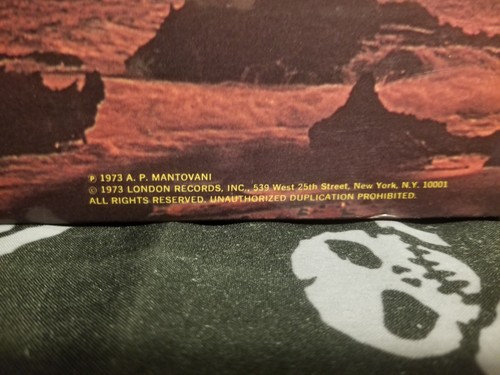 ℗ 1973 A. P. MANTOVANI
© 1973 LONDON RECORDS, INC., 539 West 25th Street, New York, N.Y. 10001
ALL RIGHTS RESERVED. UNAUTHORIZED DUPLICATION PROHIBITED.